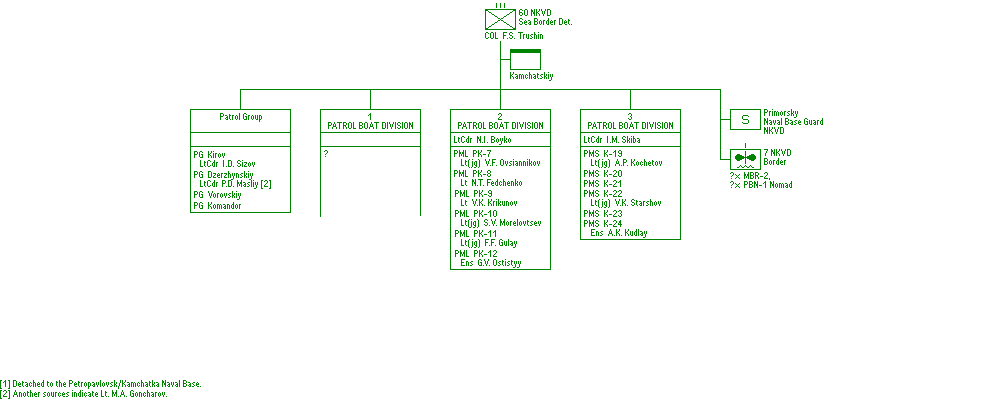 60 NKVD
Sea Border Det.
COL F.S. Trushin
Kamchatskiy
Patrol Group
PG Kirov
LtCdr I.D. Sizov
PG Dzerzhynskiy
LtCdr P.D. Masliy [2]
PG Vorovskiy
PG Komandor
1
PATROL BOAT DIVISION
?
2
PATROL BOAT DIVISION
LtCdr N.I. Boyko
PML PK-7
Lt(jg) V.F. Ovsiannikov
PML PK-8
Lt N.T. Fedchenko
PML PK-9
Lt V.K. Krikunov
PML PK-10
Lt(jg) S.V. Morelovtsev
PML PK-11
Lt(jg) F.F. Gulay
PML PK-12
Ens G.V. Ostistyy
3
PATROL BOAT DIVISION
LtCdr I.M. Skiba
PMS K-19
Lt(jg) A.P. Kochetov
PMS K-20
PMS K-21
PMS K-22
Lt(jg) V.K. Starshov
PMS K-23
PMS K-24
Ens A.K. Kudlay
S
Primorsky
Naval Base Guard
NKVD
7 NKVD
Border
?x MBR-2,
?x PBN-1 Nomad
[1] Detached to the Petropavlovsk/Kamchatka Naval Base.
[2] Another sources indicate Lt. M.A. Goncharov.